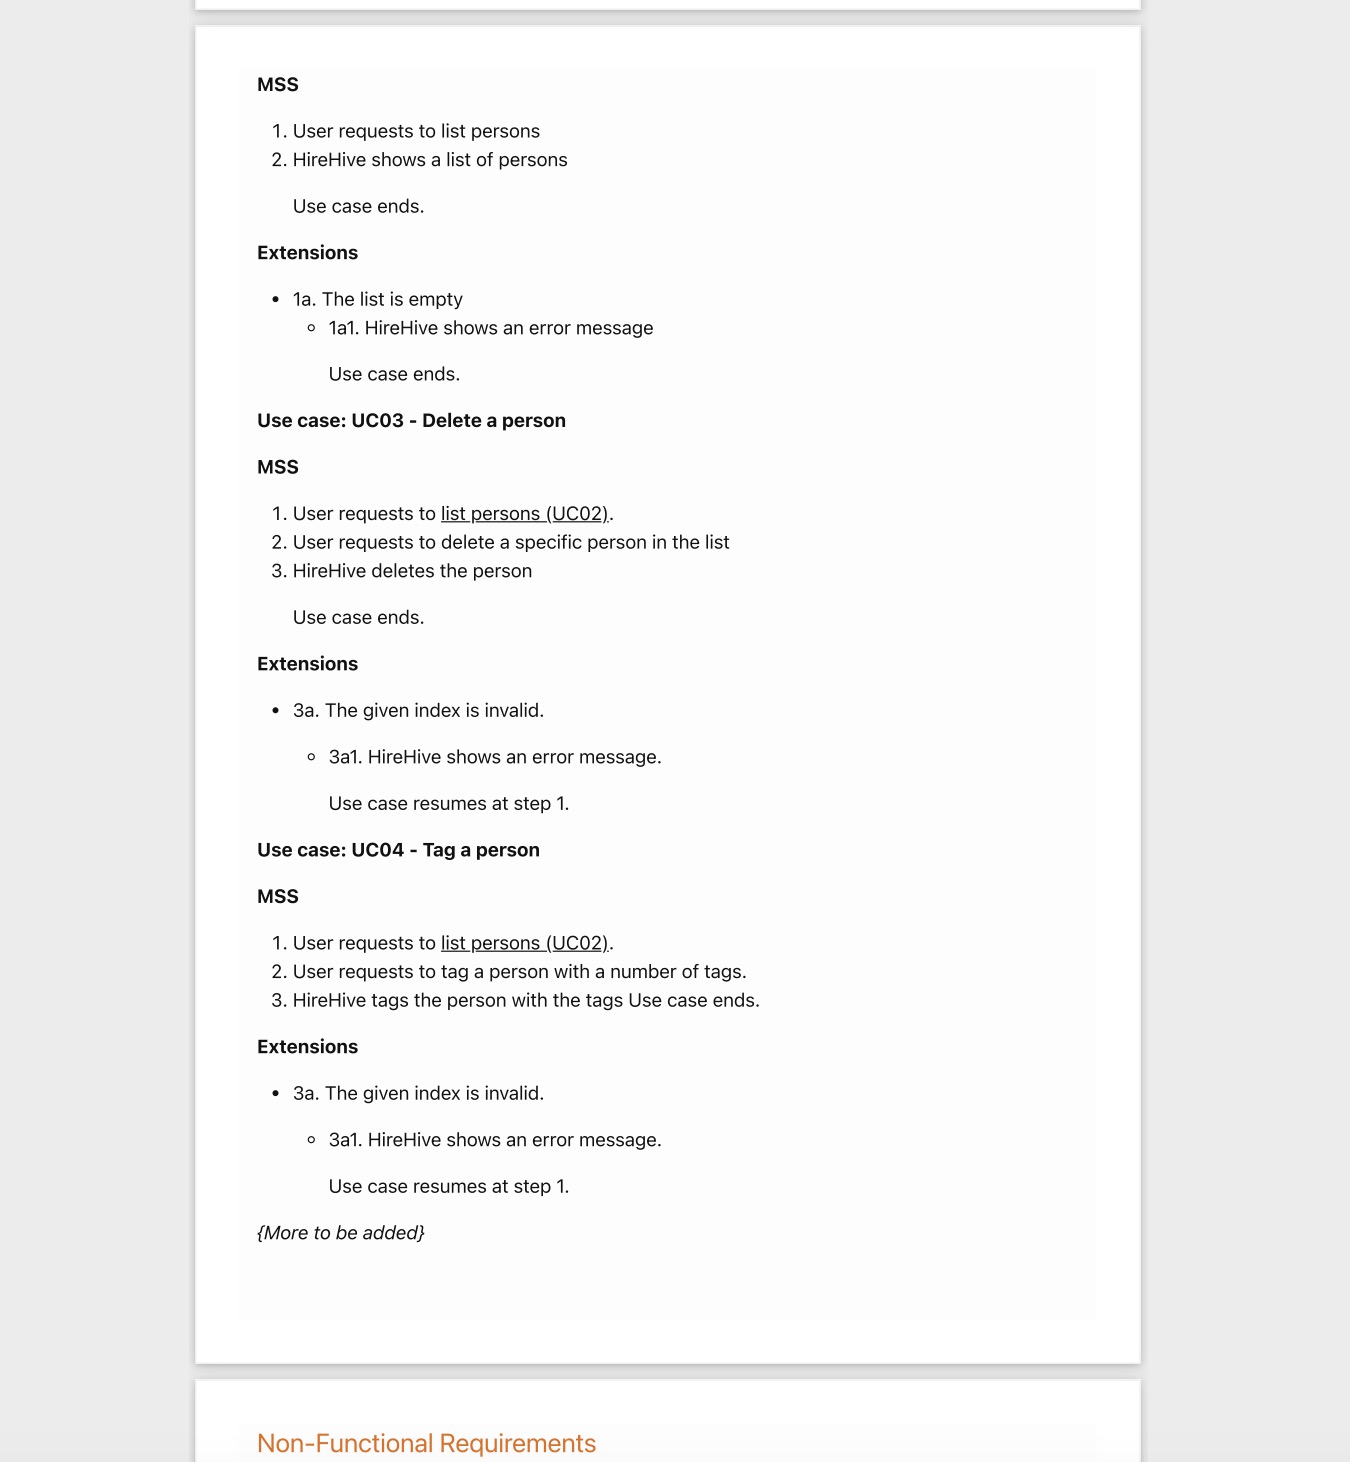 MSS
1. User requests to list persons
2. HireHive shows a list of persons
Use case ends.
Extensions
• 1a. The list is empty
◦ 1a1. HireHive shows an error message
Use case ends.
Use case: UC03 - Delete a person
MSS
1. User requests to list persons (UC02).
2. User requests to delete a specific person in the list
3. HireHive deletes the person
Use case ends.
Extensions
• 3a. The given index is invalid.
◦ 3a1. HireHive shows an error message.
Use case resumes at step 1.
Use case: UC04 - Tag a person
MSS
1. User requests to list persons (UC02).
2. User requests to tag a person with a number of tags.
3. HireHive tags the person with the tags Use case ends.
Extensions
• 3a. The given index is invalid.
◦ 3a1. HireHive shows an error message.
Use case resumes at step 1.
{More to be added}
Non-Functional Requirements